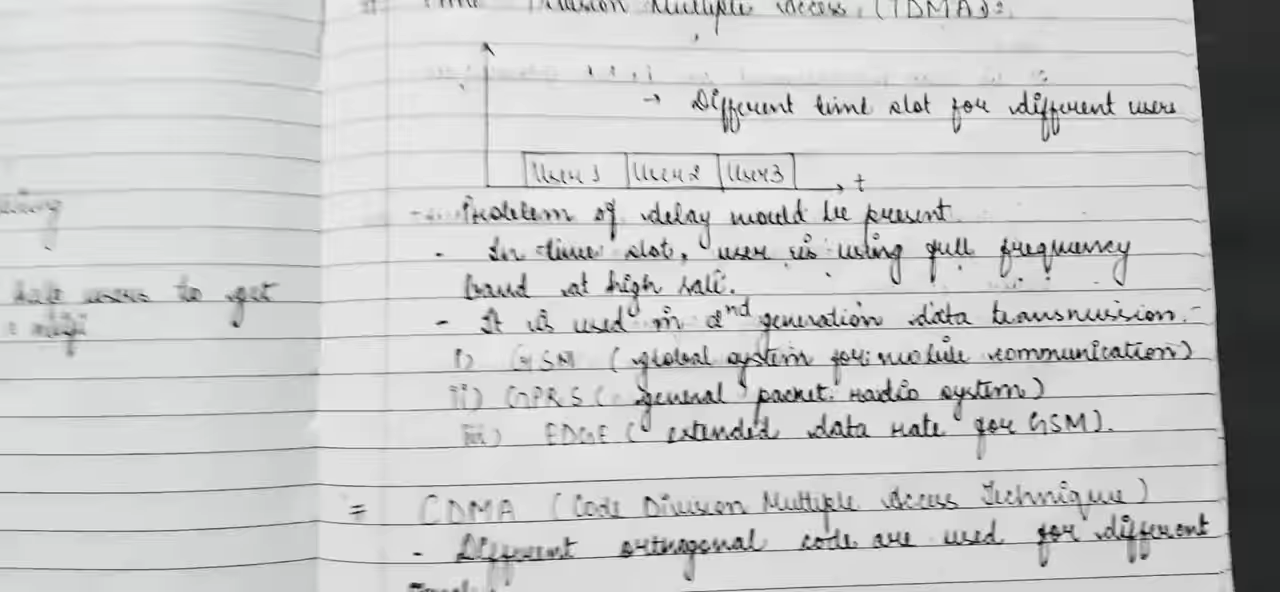 Time Division Multiple Access (TDMA):
→ Different time slot for different users
User 1 User 2 User 3 t
- Problem of delay would be present
- In time slot, user is using full frequency
band at high rate.
- It is used in 2nd generation data transmission.-
i) GSM (global system for mobile communication)
ii) GPRS (general packet radio system)
iii) EDGE (extended data rate for GSM).
half users to get
= CDMA (Code Division Multiple Access Technique)
- Different orthogonal code are used for different